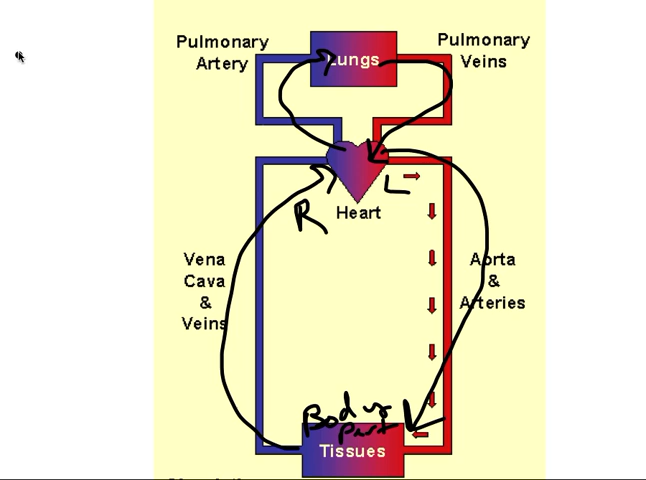 Pulmonary
Artery
Lungs
Pulmonary
Veins
L
R
Heart
Vena
Cava
&
Veins
Aorta
&
Arteries
Body
part
Tissues